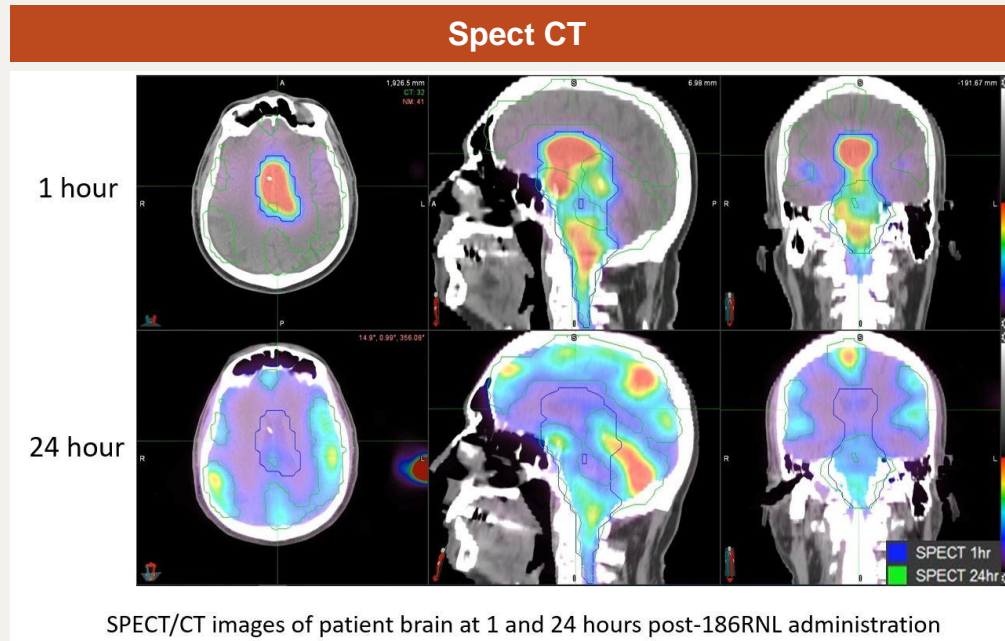 Spect CT
A
1,926.5 mm
CT: 32
NM: 41
S
6.98 mm
S
-191.67 mm
1 hour
R
L
A
P
R
L
P
I
I
14.9°, 0.99°, 356.09°
S
S
24 hour
R
L
A
P
R
L
I
I
SPECT 1hr
SPECT 24hr
SPECT/CT images of patient brain at 1 and 24 hours post-186RNL administration